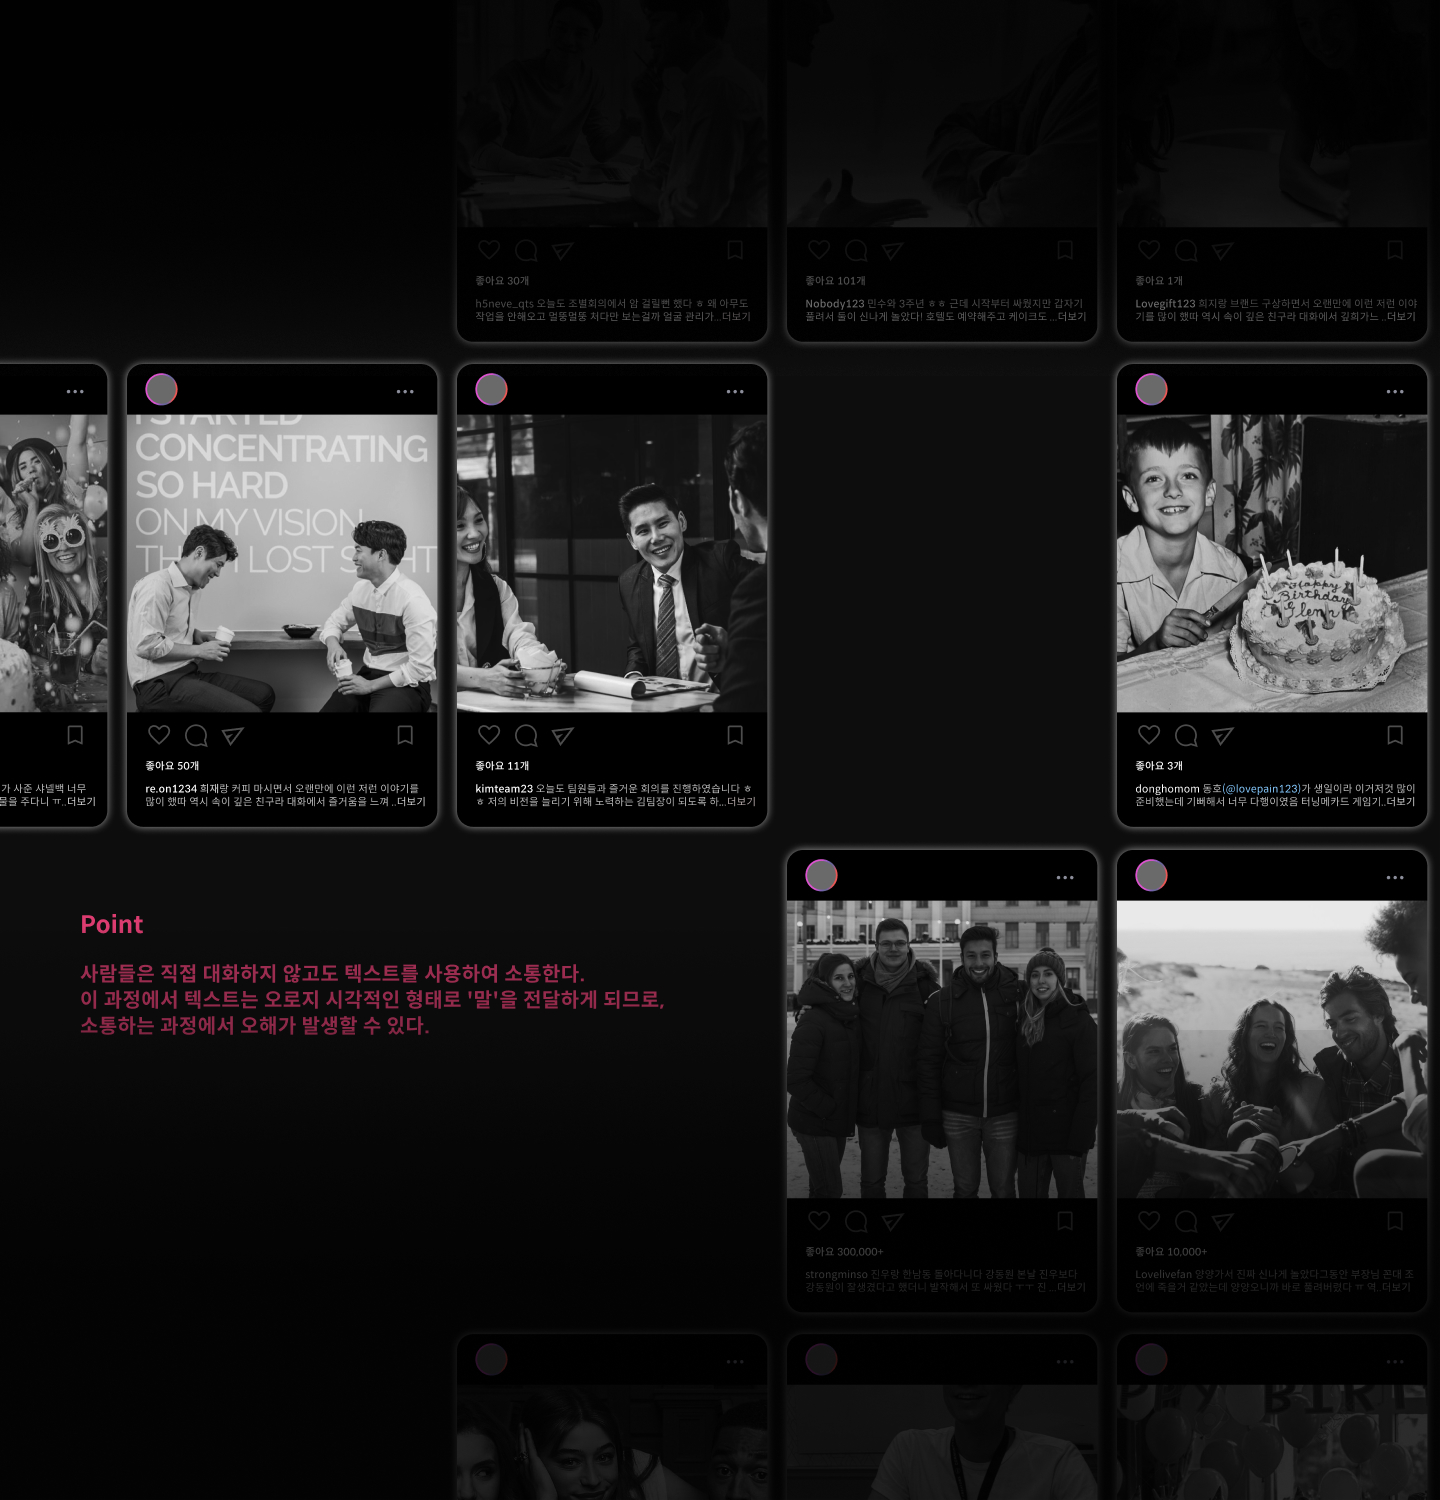 좋아요 30개
h5neve_qts 오늘도 조별회의에서 암 걸릴뻔 했다 ㅎ 왜 아무도
작업을 안해오고 멀뚱멀뚱 쳐다만 보는걸까 얼굴 관리가...더보기
좋아요 101개
Nobody123 민수와 3주년 ㅎㅎ 근데 시작부터 싸웠지만 갑자기
풀려서 둘이 신나게 놀았다! 호텔도 예약해주고 케이크도 ...더보기
좋아요 1개
Lovegift123 희지랑 브랜드 구상하면서 오랜만에 이런 저런 이야
기를 많이 했따 역시 속이 깊은 친구라 대화에서 깊희가느 ..더보기
가 사준 샤넬백 너무
물을 주다니 ㅠ..더보기
I STARTED
CONCENTRATING
SO HARD
ON MY VISION
THAT I LOST SIGHT
좋아요 50개
re.on1234 희재랑 커피 마시면서 오랜만에 이런 저런 이야기를
많이 했따 역시 속이 깊은 친구라 대화에서 즐거움을 느껴 ..더보기
좋아요 11개
kimteam23 오늘도 팀원들과 즐거운 회의를 진행하였습니다 ㅎ
ㅎ 저의 비전을 늘리기 위해 노력하는 김팀장이 되도록 하...더보기
Happy
Birthday
Glenn
좋아요 3개
donghomom 동호(@lovepain123)가 생일이라 이거저것 많이
준비했는데 기뻐해서 너무 다행이였음 터닝메카드 게임기..더보기
Point
사람들은 직접 대화하지 않고도 텍스트를 사용하여 소통한다.
이 과정에서 텍스트는 오로지 시각적인 형태로 '말'을 전달하게 되므로,
소통하는 과정에서 오해가 발생할 수 있다.
좋아요 300,000+
strongminso 진우랑 한남동 돌아다니다 강동원 본날 진우보다
강동원이 잘생겼다고 했더니 발작해서 또 싸웠다 ㅜㅜ 진 ...더보기
좋아요 10,000+
Lovelivefan 양양가서 진짜 신나게 놀았다그동안 부장님 꼰대 조
언에 죽을거 같았는데 양양오니까 바로 풀려버렸다 ㅠ 역..더보기
PPY BIRT